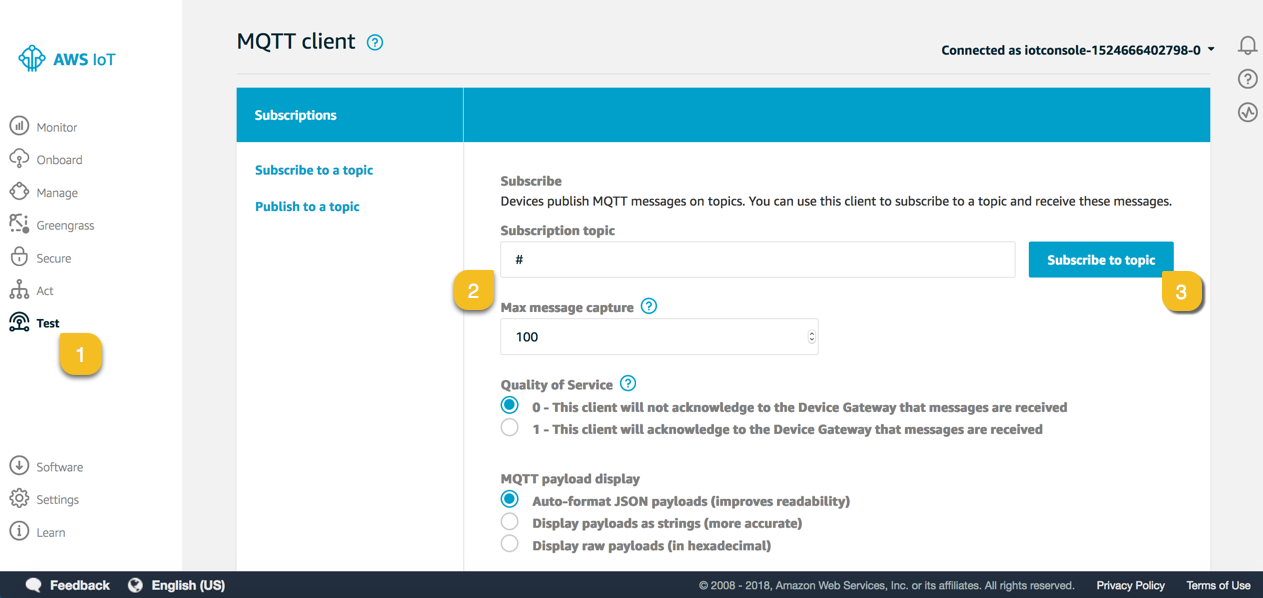 AWS IoT
Monitor
Onboard
Manage
Greengrass
Secure
Act
Test
1
Software
Settings
Learn
MQTT client ?
Connected as iotconsole-1524666402798-0
?
Subscriptions
Subscribe to a topic
Publish to a topic
Subscribe
Devices publish MQTT messages on topics. You can use this client to subscribe to a topic and receive these messages.
Subscription topic
# Subscribe to topic
2
3
Max message capture ?
100
Quality of Service ?
0 - This client will not acknowledge to the Device Gateway that messages are received
1 - This client will acknowledge to the Device Gateway that messages are received
MQTT payload display
Auto-format JSON payloads (improves readability)
Display payloads as strings (more accurate)
Display raw payloads (in hexadecimal)
Feedback English (US) © 2008 - 2018, Amazon Web Services, Inc. or its affiliates. All rights reserved. Privacy Policy Terms of Use